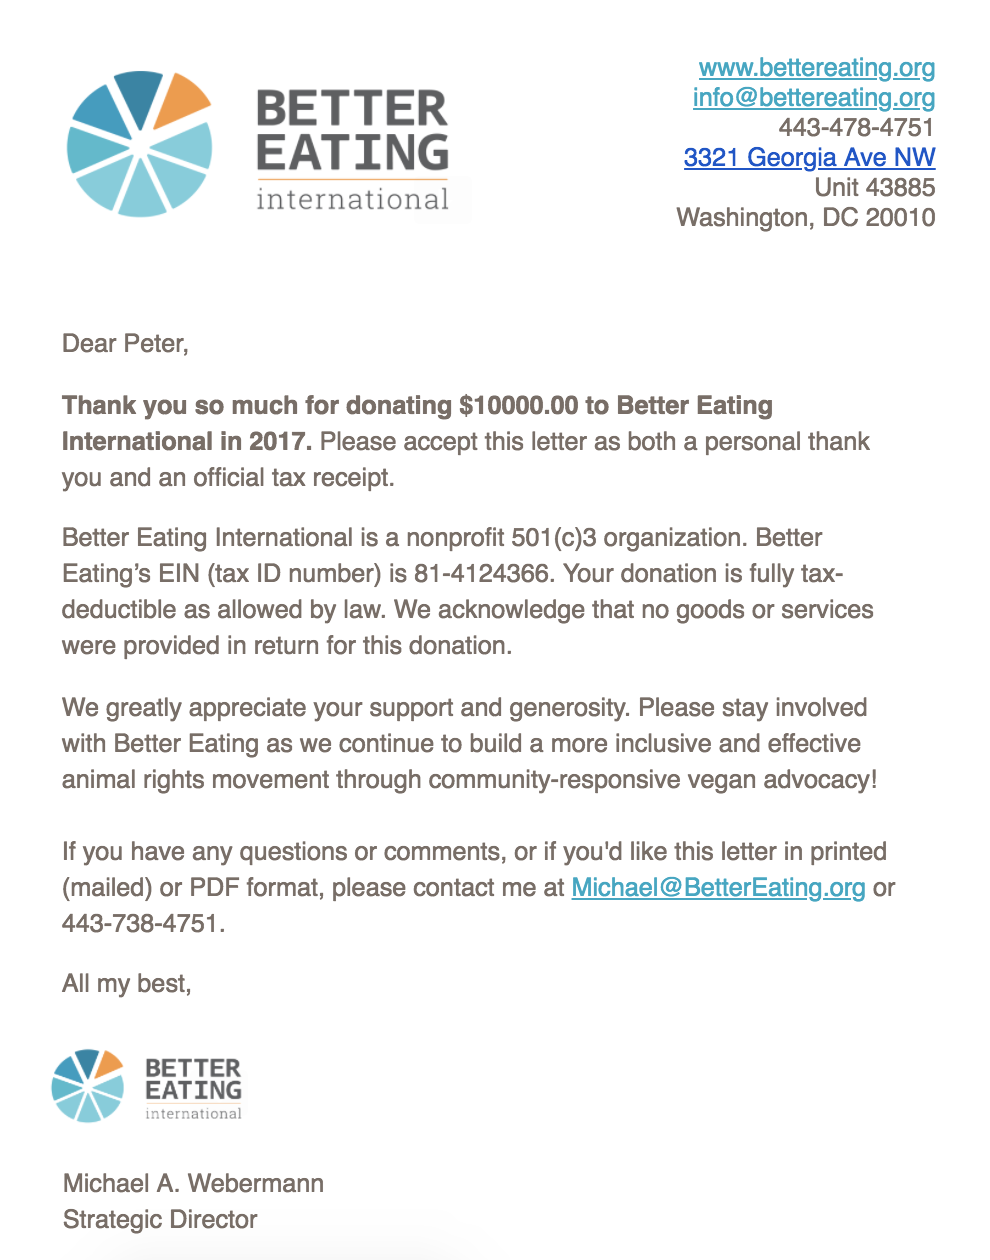 BETTER
EATING
international
www.bettereating.org
info@bettereating.org
443-478-4751
3321 Georgia Ave NW
Unit 43885
Washington, DC 20010
Dear Peter,
Thank you so much for donating $10000.00 to Better Eating
International in 2017. Please accept this letter as both a personal thank
you and an official tax receipt.
Better Eating International is a nonprofit 501(c)3 organization. Better
Eating’s EIN (tax ID number) is 81-4124366. Your donation is fully tax-
deductible as allowed by law. We acknowledge that no goods or services
were provided in return for this donation.
We greatly appreciate your support and generosity. Please stay involved
with Better Eating as we continue to build a more inclusive and effective
animal rights movement through community-responsive vegan advocacy!
If you have any questions or comments, or if you'd like this letter in printed
(mailed) or PDF format, please contact me at Michael@BetterEating.org or
443-738-4751.
All my best,
BETTER
EATING
international
Michael A. Webermann
Strategic Director